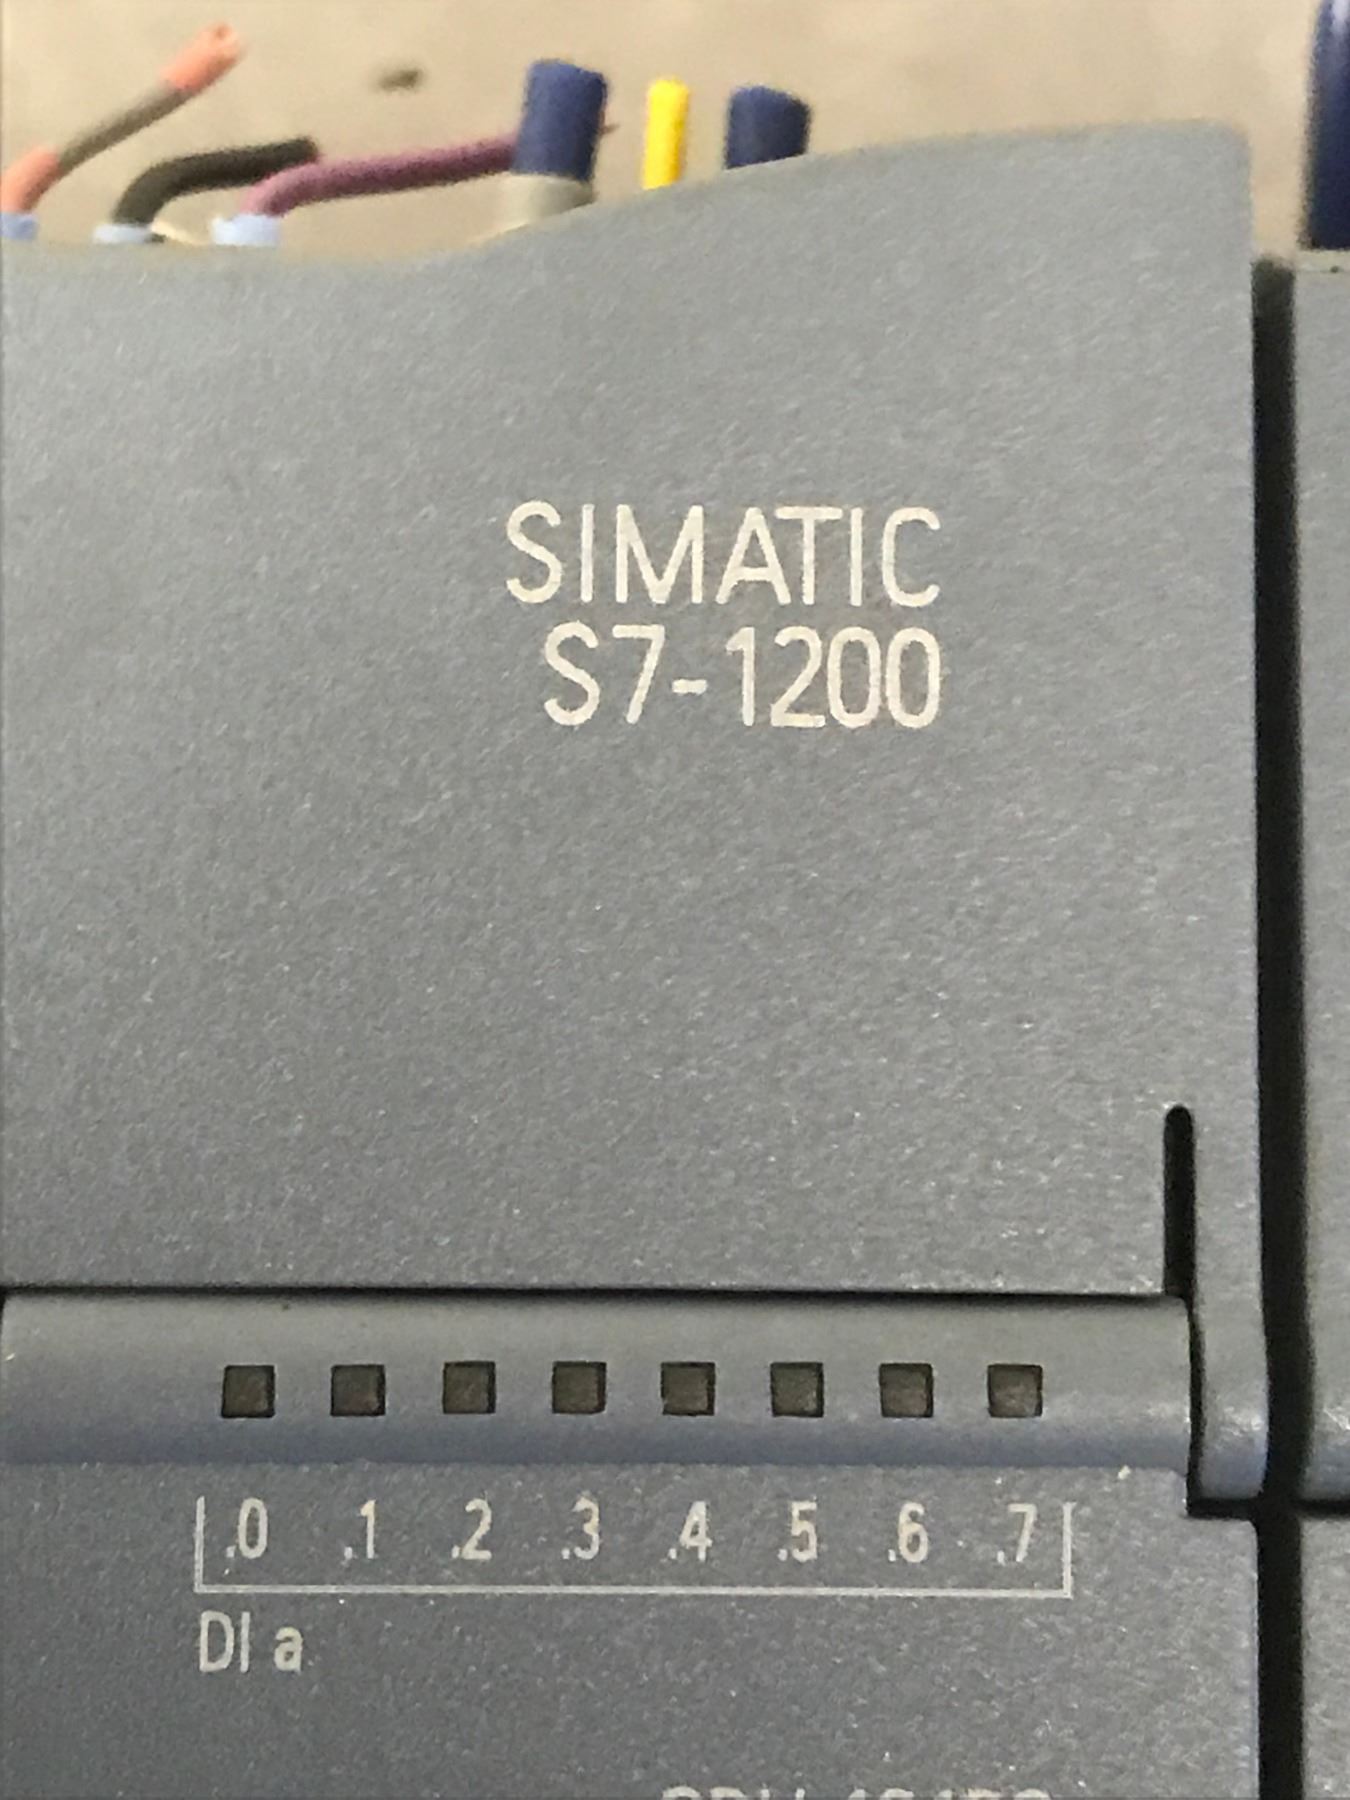 SIMATIC
S7-1200
.0 .1 .2 .3 .4 .5 .6 .7
DI a